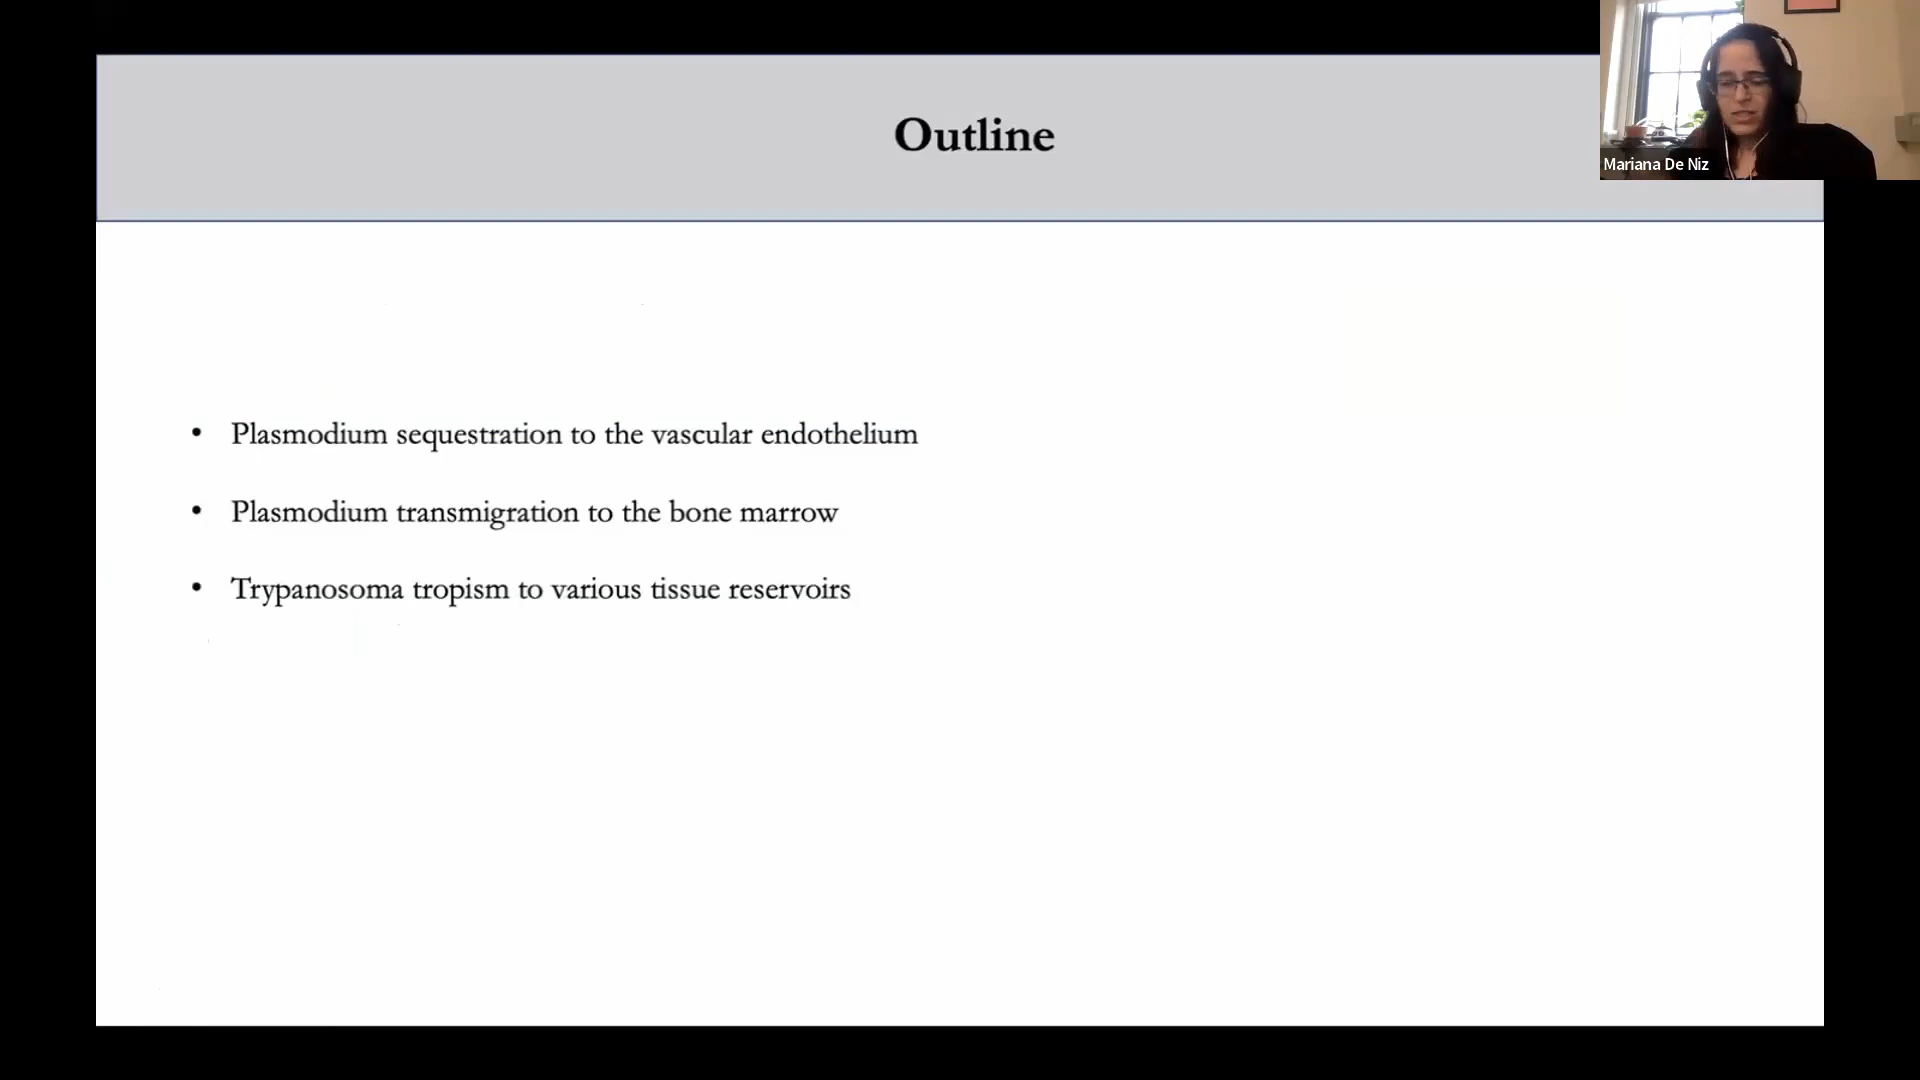 Outline
Mariana De Niz
• Plasmodium sequestration to the vascular endothelium
• Plasmodium transmigration to the bone marrow
• Trypanosoma tropism to various tissue reservoirs